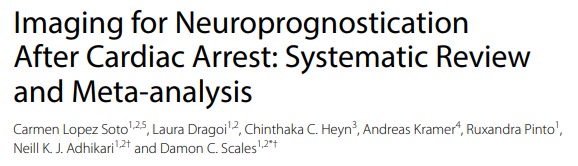 Imaging for Neuroprognostication
After Cardiac Arrest: Systematic Review
and Meta-analysis
Carmen Lopez Soto1,2,5, Laura Dragoi1,2, Chinthaka C. Heyn3, Andreas Kramer4, Ruxandra Pinto1,
Neill K. J. Adhikari1,2† and Damon C. Scales1,2*†